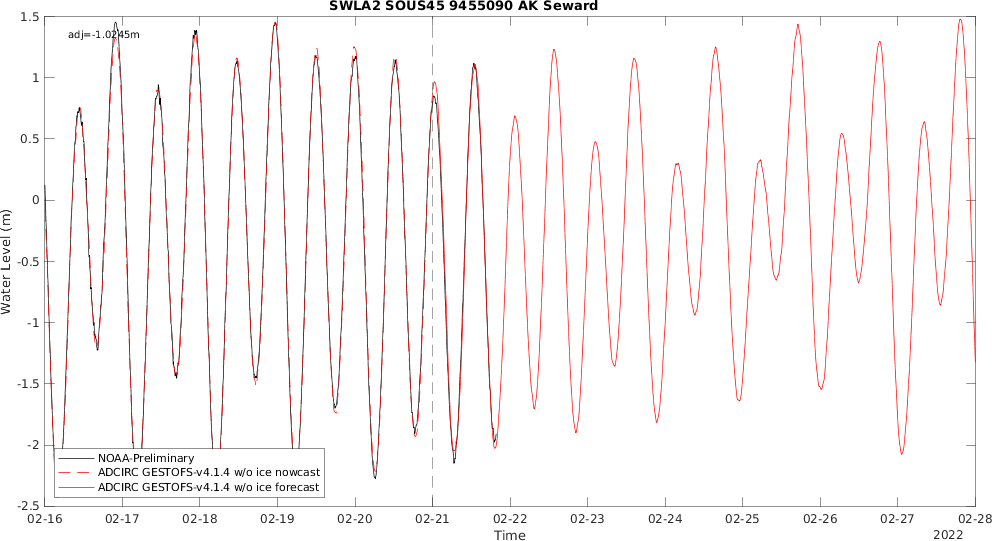 SWLA2 SOUS45 9455090 AK Seward
adj=-1.0245m
1.5
1
0.5
0
-0.5
-1
-1.5
-2
-2.5
Water Level (m)
NOAA-Preliminary
ADCIRC GESTOFS-v4.1.4 w/o ice nowcast
ADCIRC GESTOFS-v4.1.4 w/o ice forecast
02-16 02-17 02-18 02-19 02-20 02-21 02-22 02-23 02-24 02-25 02-26 02-27 02-28
Time
2022